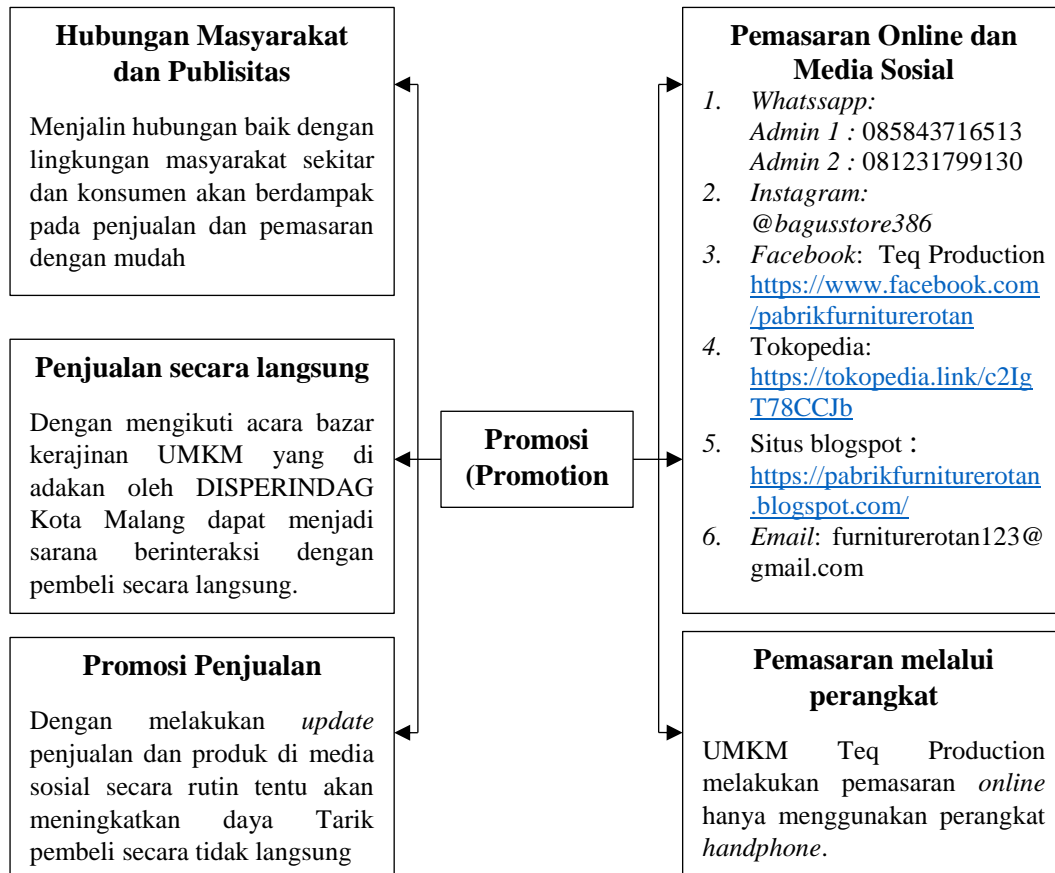 Hubungan Masyarakat
dan Publisitas
Menjalin hubungan baik dengan
lingkungan masyarakat sekitar
dan konsumen akan berdampak
pada penjualan dan pemasaran
dengan mudah
Penjualan secara langsung
Dengan mengikuti acara bazar
kerajinan UMKM yang di
adakan oleh DISPERINDAG
Kota Malang dapat menjadi
sarana berinteraksi dengan
pembeli secara langsung.
Promosi Penjualan
Dengan melakukan update
penjualan dan produk di media
sosial secara rutin tentu akan
meningkatkan daya Tarik
pembeli secara tidak langsung
Promosi
(Promotion
Pemasaran Online dan
Media Sosial
1. Whatssapp:
Admin 1 : 085843716513
Admin 2 : 081231799130
2. Instagram:
@bagusstore386
3. Facebook: Teq Production
https://www.facebook.com
/pabrikfurniturerotan
4. Tokopedia:
https://tokopedia.link/c2Ig
T78CCJb
5. Situs blogspot :
https://pabrikfurniturerotan
.blogspot.com/
6. Email: furniturerotan123@
gmail.com
Pemasaran melalui
perangkat
UMKM Teq Production
melakukan pemasaran online
hanya menggunakan perangkat
handphone.